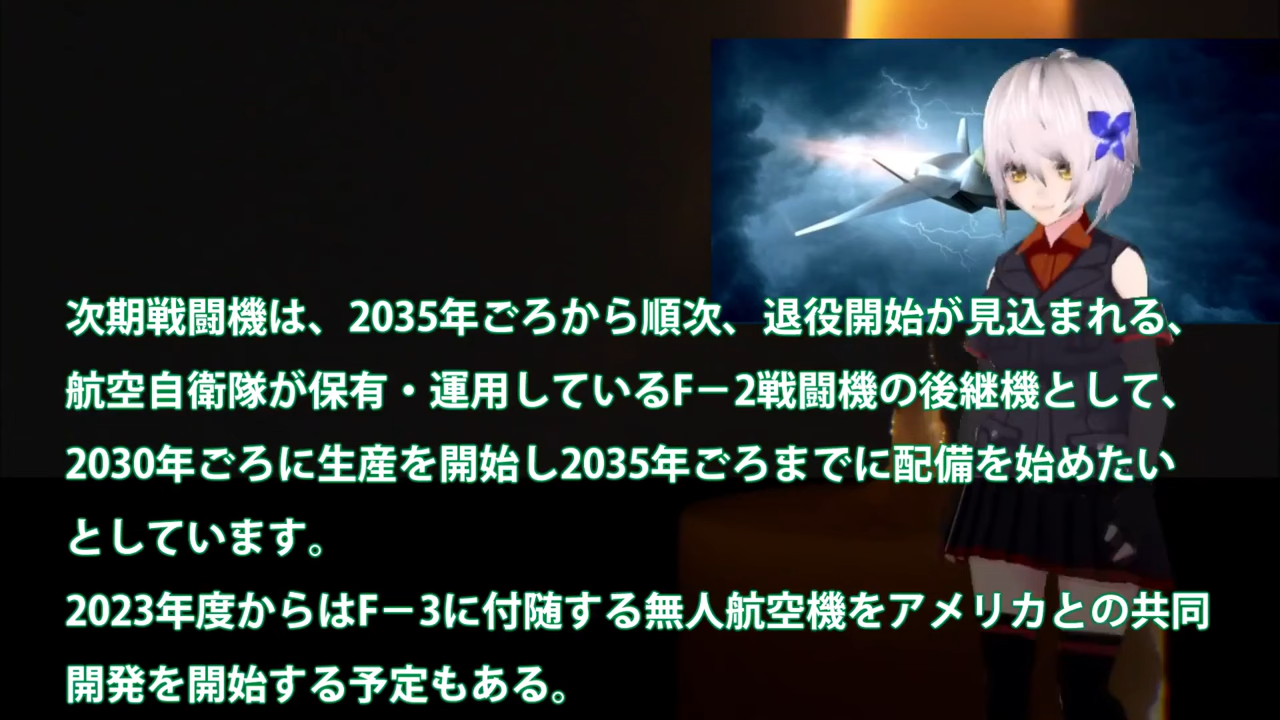 次期戦闘機は、2035年ごろから順次、退役開始が見込まれる、
航空自衛隊が保有・運用しているF－2戦闘機の後継機として、
2030年ごろに生産を開始し2035年ごろまでに配備を始めたい
としています。
2023年度からはF－3に付随する無人航空機をアメリカとの共同
開発を開始する予定もある。